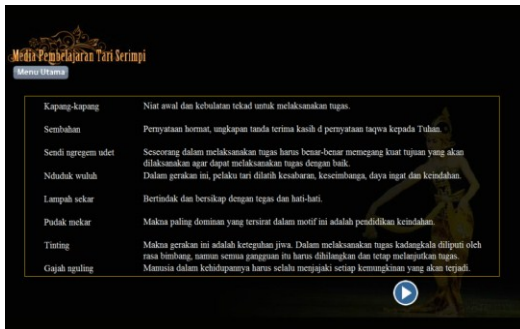 Media Pembelajaran Tari Serimpi
Menu Utama
Kapang-kapang Niat awal dan kebulatan tekad untuk melaksanakan tugas.
Sembahan Pernyataan hormat, ungkapan tanda terima kasih d pernyataan taqwa kepada Tuhan.
Sendi ngregem udet Seseorang dalam melaksanakan tugas harus benar-benar memegang kuat tujuan yang akan
dilaksanakan agar dapat melaksanakan tugas dengan baik.
Nduduk wuluh Dalam gerakan ini, pelaku tari dilatih kesabaran, keseimbanga, daya ingat dan keindahan.
Lampah sekar Bertindak dan bersikap dengan tegas dan hati-hati.
Pudak mekar Makna paling dominan yang tersirat dalam motif ini adalah pendidikan keindahan.
Tinting Makna gerakan ini adalah keteguhan jiwa. Dalam melaksanakan tugas kadangkala diliputi oleh
rasa bimbang, namun semua gangguan itu harus dihilangkan dan tetap melanjutkan tugas.
Gajah nguling Manusia dalam kehidupannya harus selalu menjajaki setiap kemungkinan yang akan terjadi.